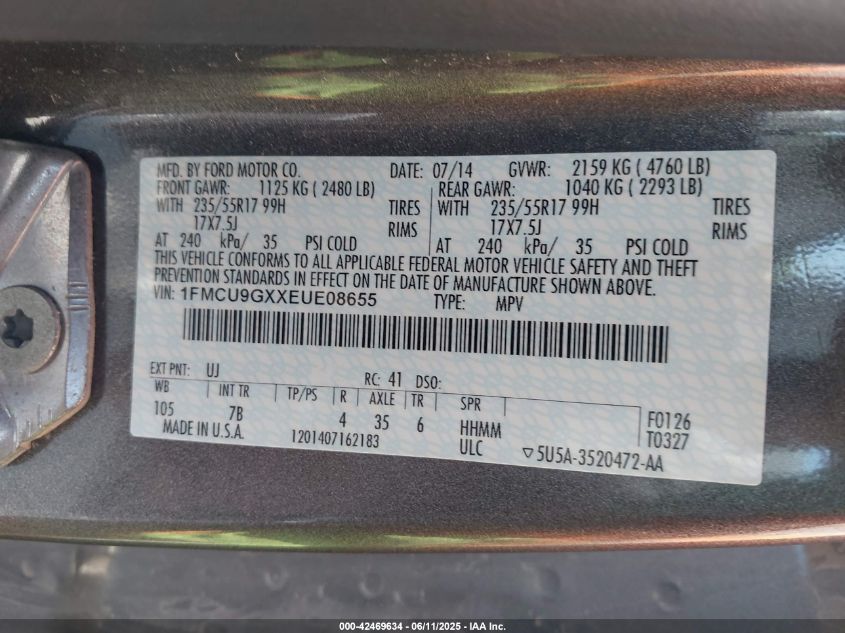 MFD. BY FORD MOTOR CO. DATE: 07/14 GVWR: 2159 KG ( 4760 LB)
FRONT GAWR: 1125 KG ( 2480 LB) REAR GAWR: 1040 KG ( 2293 LB)
WITH 235/55R17 99H TIRES WITH 235/55R17 99H TIRES
17X7.5J RIMS 17X7.5J RIMS
AT 240 kPa/ 35 PSI COLD AT 240 kPa/ 35 PSI COLD
THIS VEHICLE CONFORMS TO ALL APPLICABLE FEDERAL MOTOR VEHICLE SAFETY AND THEFT
PREVENTION STANDARDS IN EFFECT ON THE DATE OF MANUFACTURE SHOWN ABOVE.
VIN: 1FMCU9GXXEUE08655 TYPE: MPV
EXT PNT: UJ RC: 41 DSO:
WB INT TR TP/PS R AXLE TR SPR
105 7B 4 35 6 HHMM F0126
MADE IN U.S.A. 1201407162183 ULC T0327
▽5U5A-3520472-AA
000-42469634 - 06/11/2025 - IAA Inc.